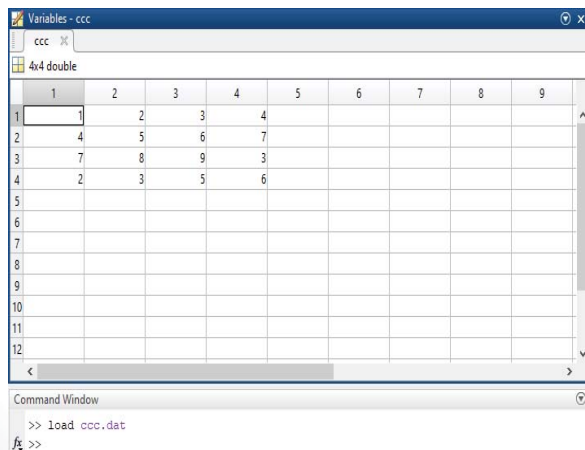 Variables - ccc
ccc
4x4 double
1 2 3 4 5 6 7 8 9
1 1 2 3 4
2 4 5 6 7
3 7 8 9 3
4 2 3 5 6
5
6
7
8
9
10
11
12
Command Window
>> load ccc.dat
fx >>